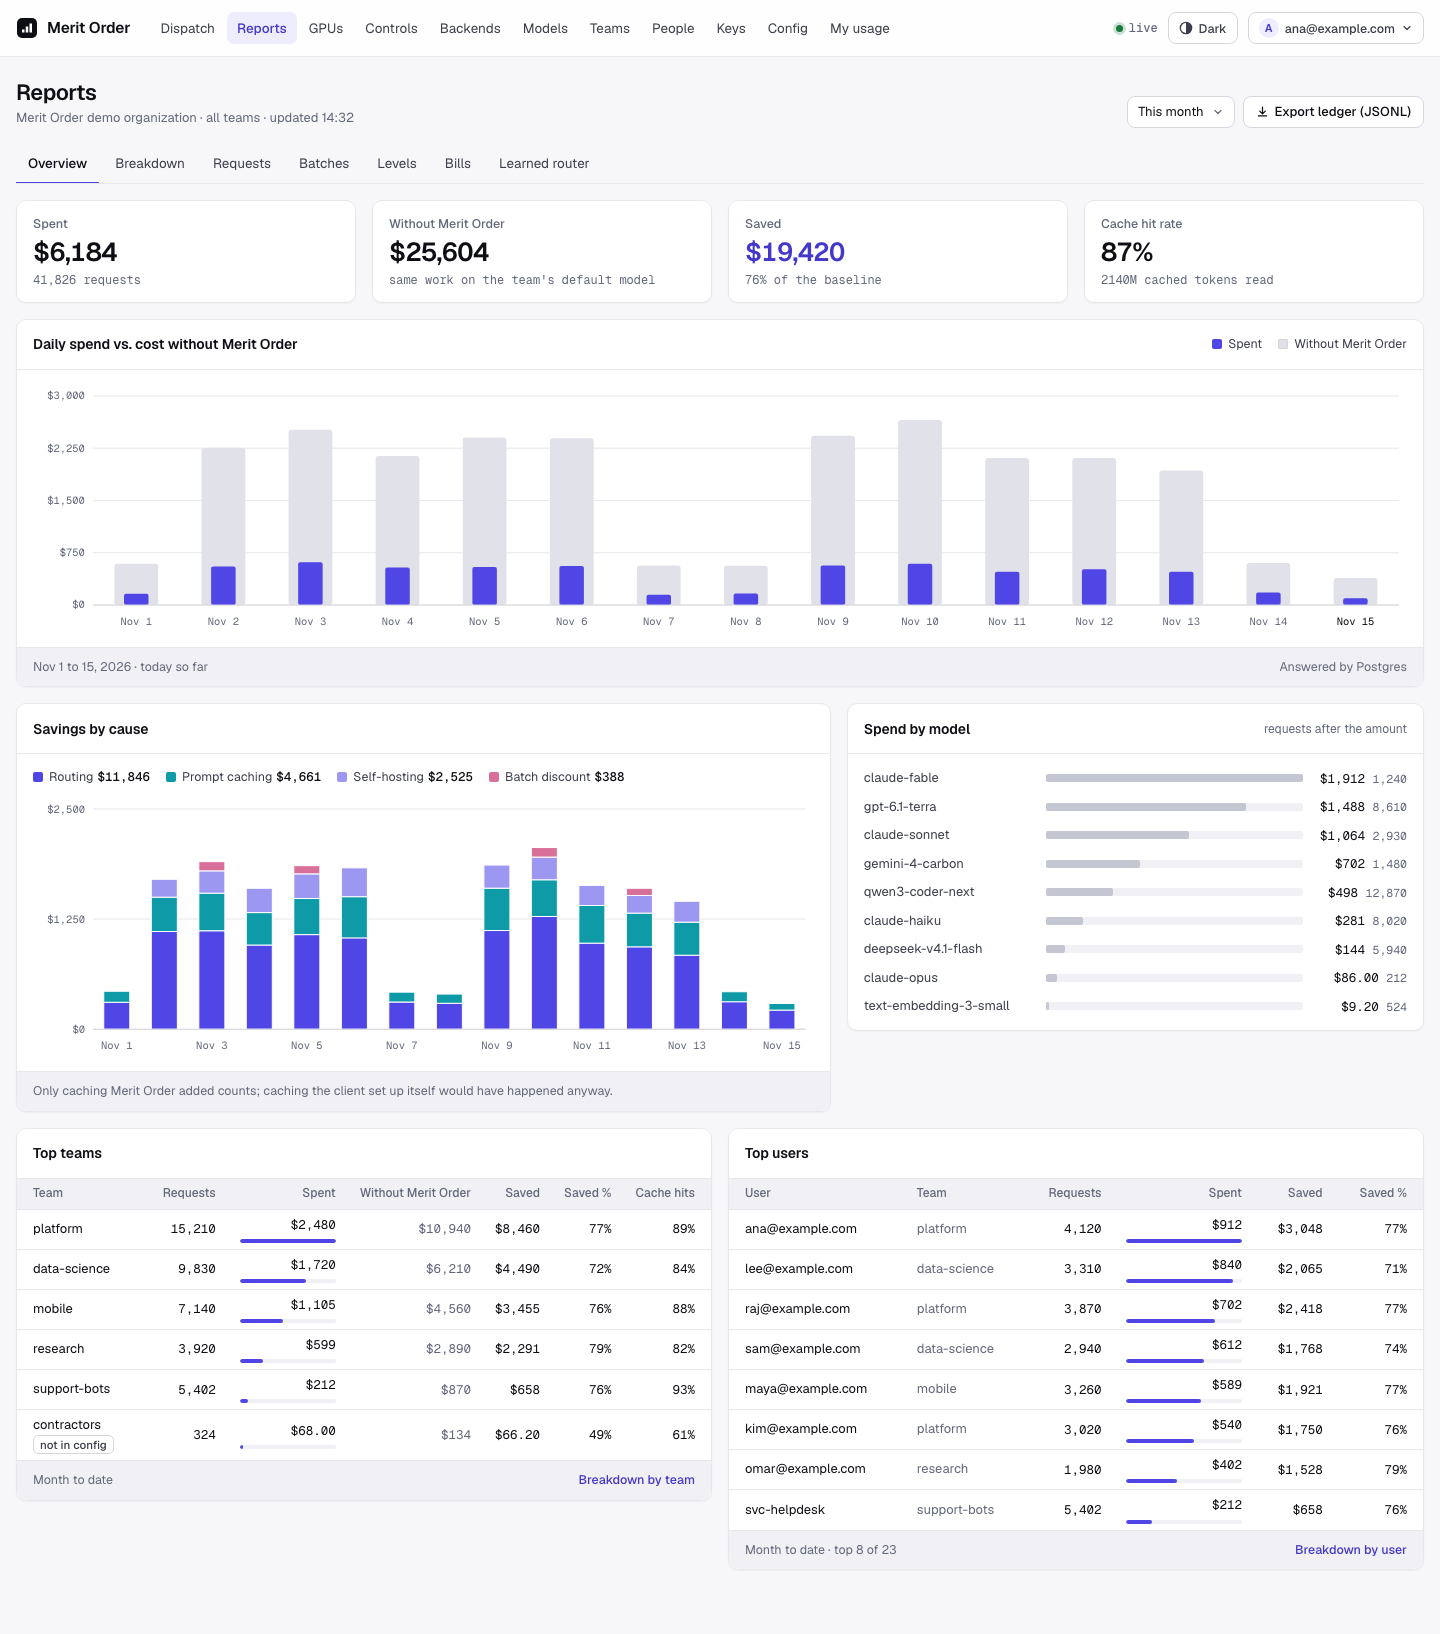 Merit Order Dispatch Reports GPUs Controls Backends Models Teams People Keys Config My usage live Dark A ana@example.com
Reports
Merit Order demo organization · all teams · updated 14:32
This month Export ledger (JSONL)
Overview Breakdown Requests Batches Levels Bills Learned router
Spent
$6,184
41,826 requests
Without Merit Order
$25,604
same work on the team's default model
Saved
$19,420
76% of the baseline
Cache hit rate
87%
2140M cached tokens read
Daily spend vs. cost without Merit Order Spent Without Merit Order
$3,000
$2,250
$1,500
$750
$0
Nov 1 Nov 2 Nov 3 Nov 4 Nov 5 Nov 6 Nov 7 Nov 8 Nov 9 Nov 10 Nov 11 Nov 12 Nov 13 Nov 14 Nov 15
Nov 1 to 15, 2026 · today so far Answered by Postgres
Savings by cause
Routing $11,846 Prompt caching $4,661 Self-hosting $2,525 Batch discount $388
$2,500
$1,250
$0
Nov 1 Nov 3 Nov 5 Nov 7 Nov 9 Nov 11 Nov 13 Nov 15
Only caching Merit Order added counts; caching the client set up itself would have happened anyway.
Spend by model requests after the amount
claude-fable $1,912 1,240
gpt-6.1-terra $1,488 8,610
claude-sonnet $1,064 2,930
gemini-4-carbon $702 1,480
qwen3-coder-next $498 12,870
claude-haiku $281 8,020
deepseek-v4.1-flash $144 5,940
claude-opus $86.00 212
text-embedding-3-small $9.20 524
Top teams
Team Requests Spent Without Merit Order Saved Saved % Cache hits
platform 15,210 $2,480 $10,940 $8,460 77% 89%
data-science 9,830 $1,720 $6,210 $4,490 72% 84%
mobile 7,140 $1,105 $4,560 $3,455 76% 88%
research 3,920 $599 $2,890 $2,291 79% 82%
support-bots 5,402 $212 $870 $658 76% 93%
contractors 324 $68.00 $134 $66.20 49% 61%
not in config
Month to date Breakdown by team
Top users
User Team Requests Spent Saved Saved %
ana@example.com platform 4,120 $912 $3,048 77%
lee@example.com data-science 3,310 $840 $2,065 71%
raj@example.com platform 3,870 $702 $2,418 77%
sam@example.com data-science 2,940 $612 $1,768 74%
maya@example.com mobile 3,260 $589 $1,921 77%
kim@example.com platform 3,020 $540 $1,750 76%
omar@example.com research 1,980 $402 $1,528 79%
svc-helpdesk support-bots 5,402 $212 $658 76%
Month to date · top 8 of 23 Breakdown by user